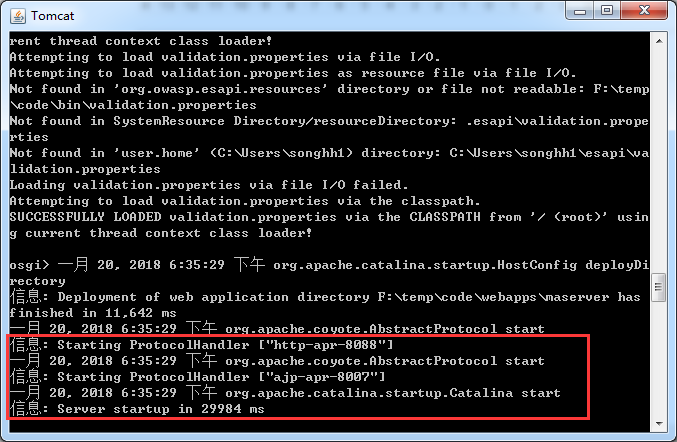 Tomcat
rent thread context class loader!
Attempting to load validation.properties via file I/O.
Attempting to load validation.properties as resource file via file I/O.
Not found in 'org.owasp.esapi.resources' directory or file not readable: F:\temp
\code\bin\validation.properties
Not found in SystemResource Directory/resourceDirectory: .esapi\validation.prope
rties
Not found in 'user.home' (C:\Users\songhh1) directory: C:\Users\songhh1\esapi\va
lidation.properties
Loading validation.properties via file I/O failed.
Attempting to load validation.properties via the classpath.
SUCCESSFULLY LOADED validation.properties via the CLASSPATH from '/ (root)' usin
g current thread context class loader!
osgi> 一月 20, 2018 6:35:29 下午 org.apache.catalina.startup.HostConfig deployDi
rectory
信息: Deployment of web application directory F:\temp\code\webapps\maserver has
finished in 11,642 ms
一月 20, 2018 6:35:29 下午 org.apache.coyote.AbstractProtocol start
信息: Starting ProtocolHandler ["http-apr-8088"]
一月 20, 2018 6:35:29 下午 org.apache.coyote.AbstractProtocol start
信息: Starting ProtocolHandler ["ajp-apr-8007"]
一月 20, 2018 6:35:29 下午 org.apache.catalina.startup.Catalina start
信息: Server startup in 29984 ms